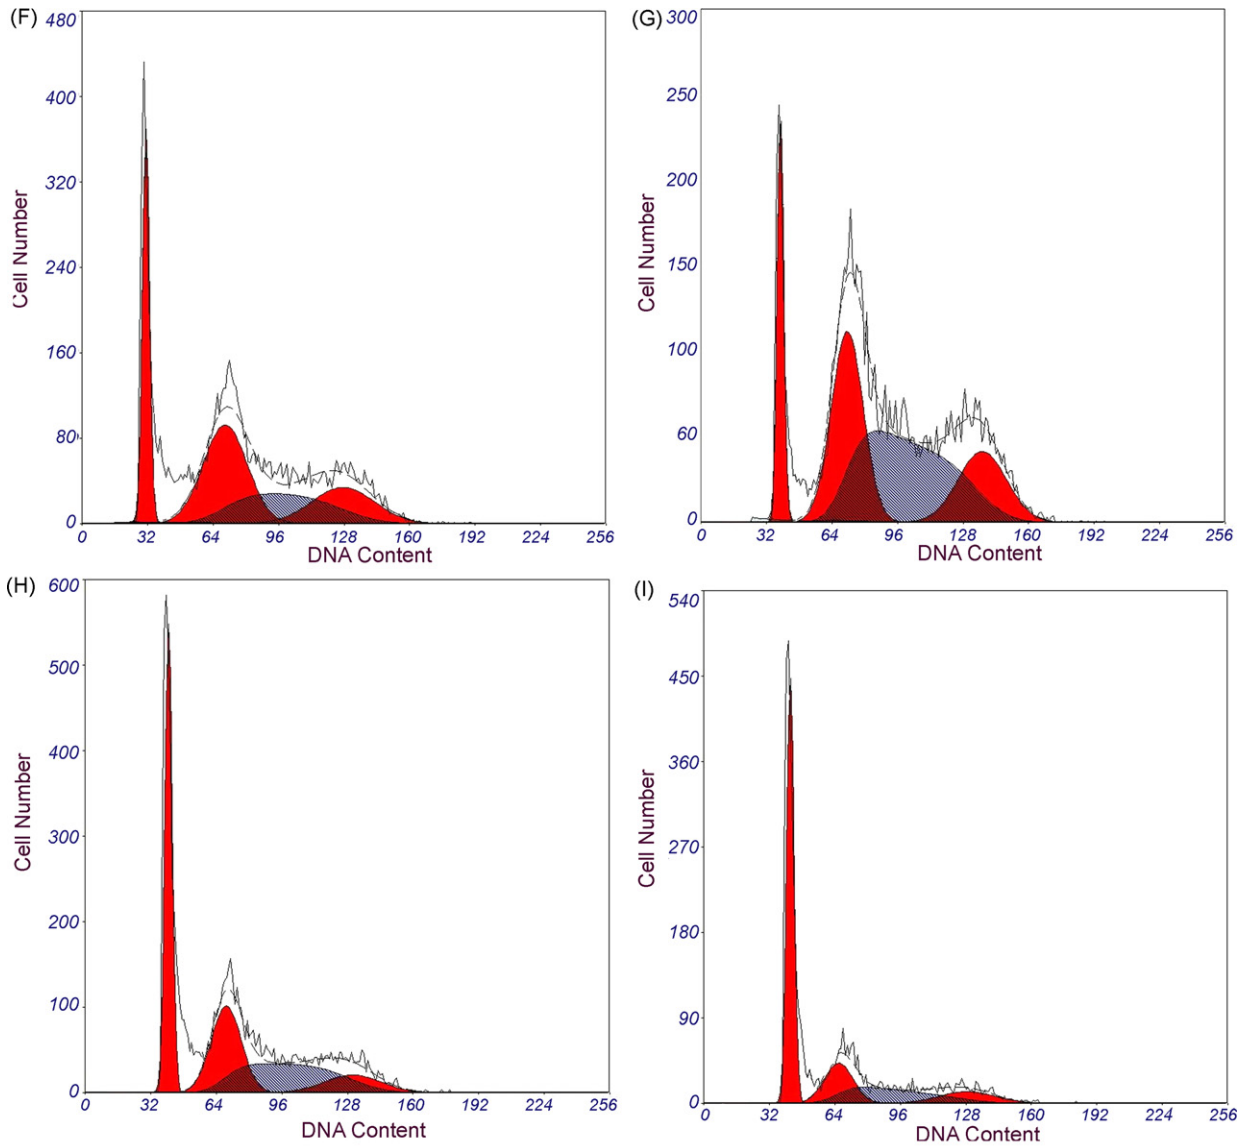 (F)
480
400
320
240
160
80
0
Cell Number
0 32 64 96 128 160 192 224 256
DNA Content
(G)
300
250
200
150
100
60
0
Cell Number
0 32 64 96 128 160 192 224 256
DNA Content
(H)
600
500
400
300
200
100
0
Cell Number
0 32 64 96 128 160 192 224 256
DNA Content
(I)
540
450
360
270
180
90
0
Cell Number
0 32 64 96 128 160 192 224 256
DNA Content